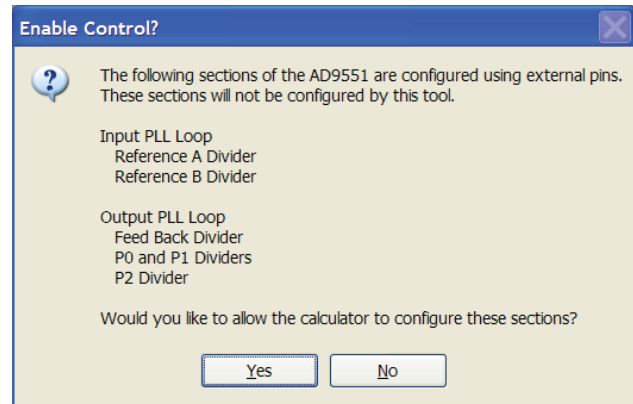 Enable Control?
The following sections of the AD9551 are configured using external pins.
These sections will not be configured by this tool.
Input PLL Loop
Reference A Divider
Reference B Divider
Output PLL Loop
Feed Back Divider
P0 and P1 Dividers
P2 Divider
Would you like to allow the calculator to configure these sections?
Yes
No